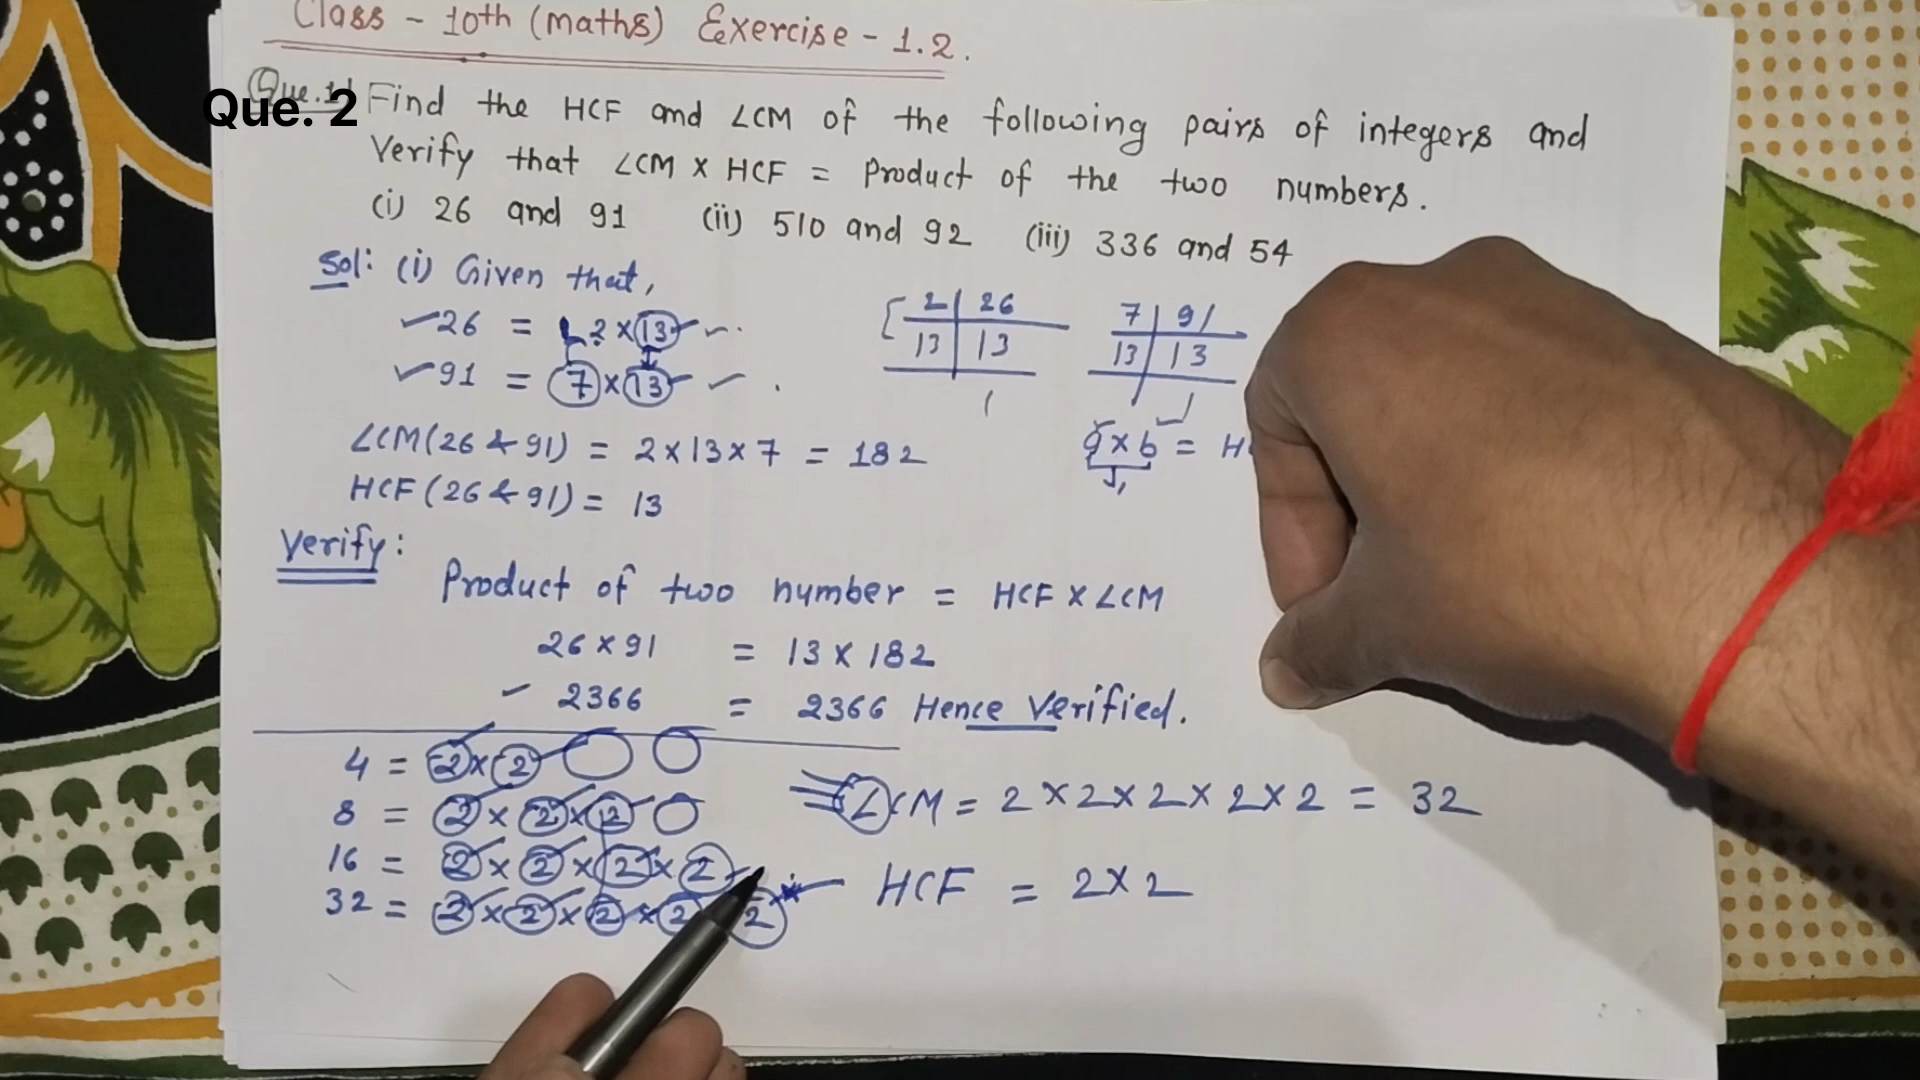 Class - 10th (maths) Exercise - 1.2.
Que. 2 Find the HCF and LCM of the following pairs of integers and
Verify that LCM X HCF = Product of the two numbers.
(i) 26 and 91 (ii) 510 and 92 (iii) 336 and 54
Sol: (i) Given that,
26 = 2 x 13
91 = 7 x 13
2 | 26
13 | 13
1
7 | 91
13 | 13
1
LCM (26 & 91) = 2 x 13 x 7 = 182
a x b = H
HCF (26 & 91) = 13
Verify:
Product of two number = HCF X LCM
26 x 91 = 13 x 182
2366 = 2366 Hence Verified.
4 = 2 x 2
8 = 2 x 2 x 2
16 = 2 x 2 x 2 x 2
32 = 2 x 2 x 2 x 2 2
LCM = 2 x 2 x 2 x 2 x 2 = 32
HCF = 2 x 2